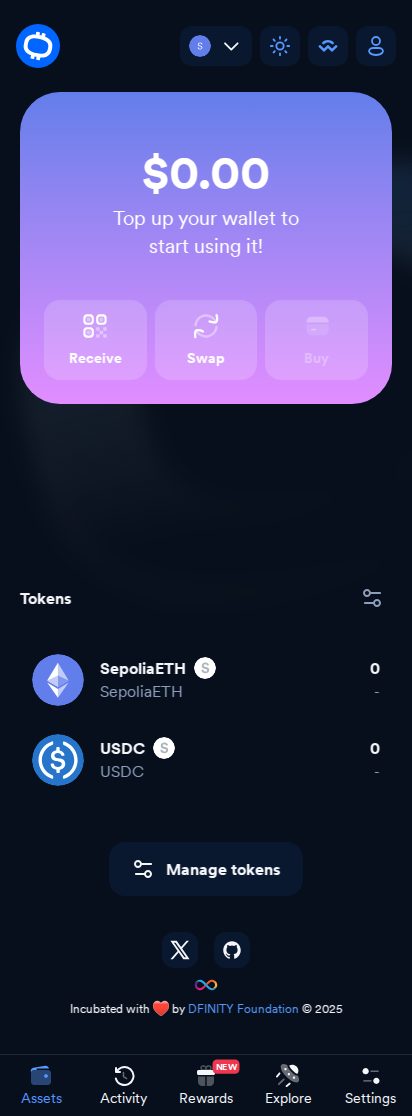 S
$0.00
Top up your wallet to
start using it!
Receive
Swap
Buy
Tokens
SepoliaETH S
0
SepoliaETH
-
USDC S
0
USDC
-
Manage tokens
Incubated with ❤️ by DFINITY Foundation © 2025
NEW
Assets
Activity
Rewards
Explore
Settings